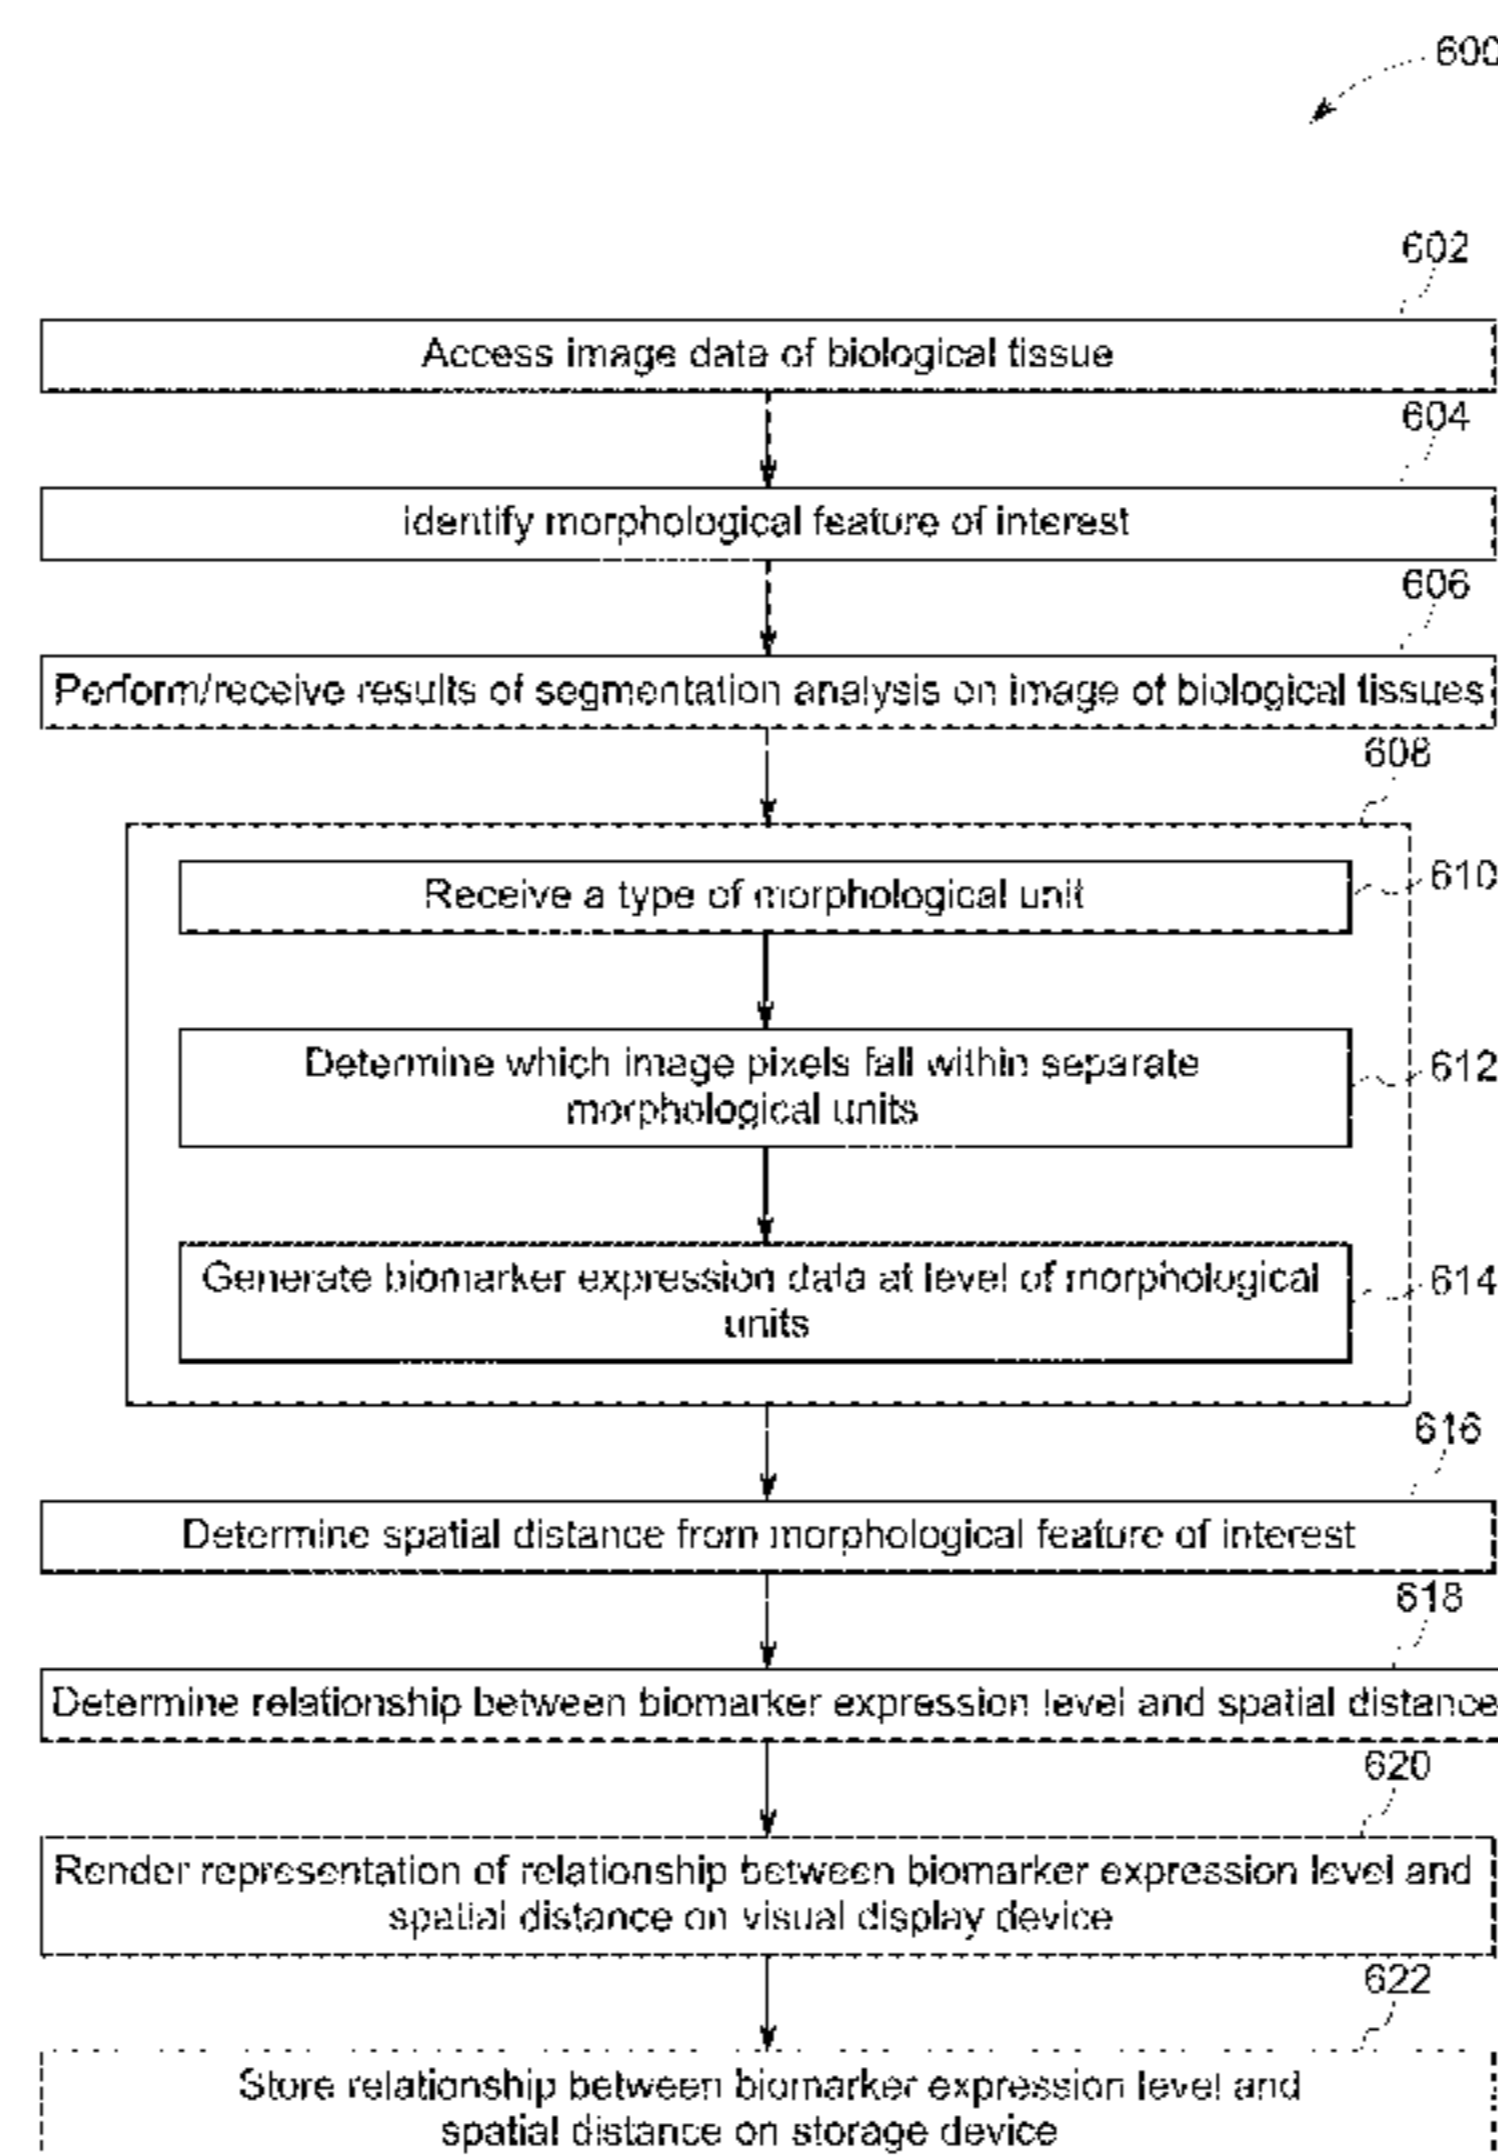 600
602
Access image data of biological tissue
604
Identify morphological feature of interest
606
Perform/receive results of segmentation analysis on image of biological tissues
608
Receive a type of morphological unit
610
Determine which image pixels fall within separate
morphological units
612
Generate biomarker expression data at level of morphological
units
614
616
Determine spatial distance from morphological feature of interest
618
Determine relationship between biomarker expression level and spatial distance
620
Render representation of relationship between biomarker expression level and
spatial distance on visual display device
622
Store relationship between biomarker expression level and
spatial distance on storage device